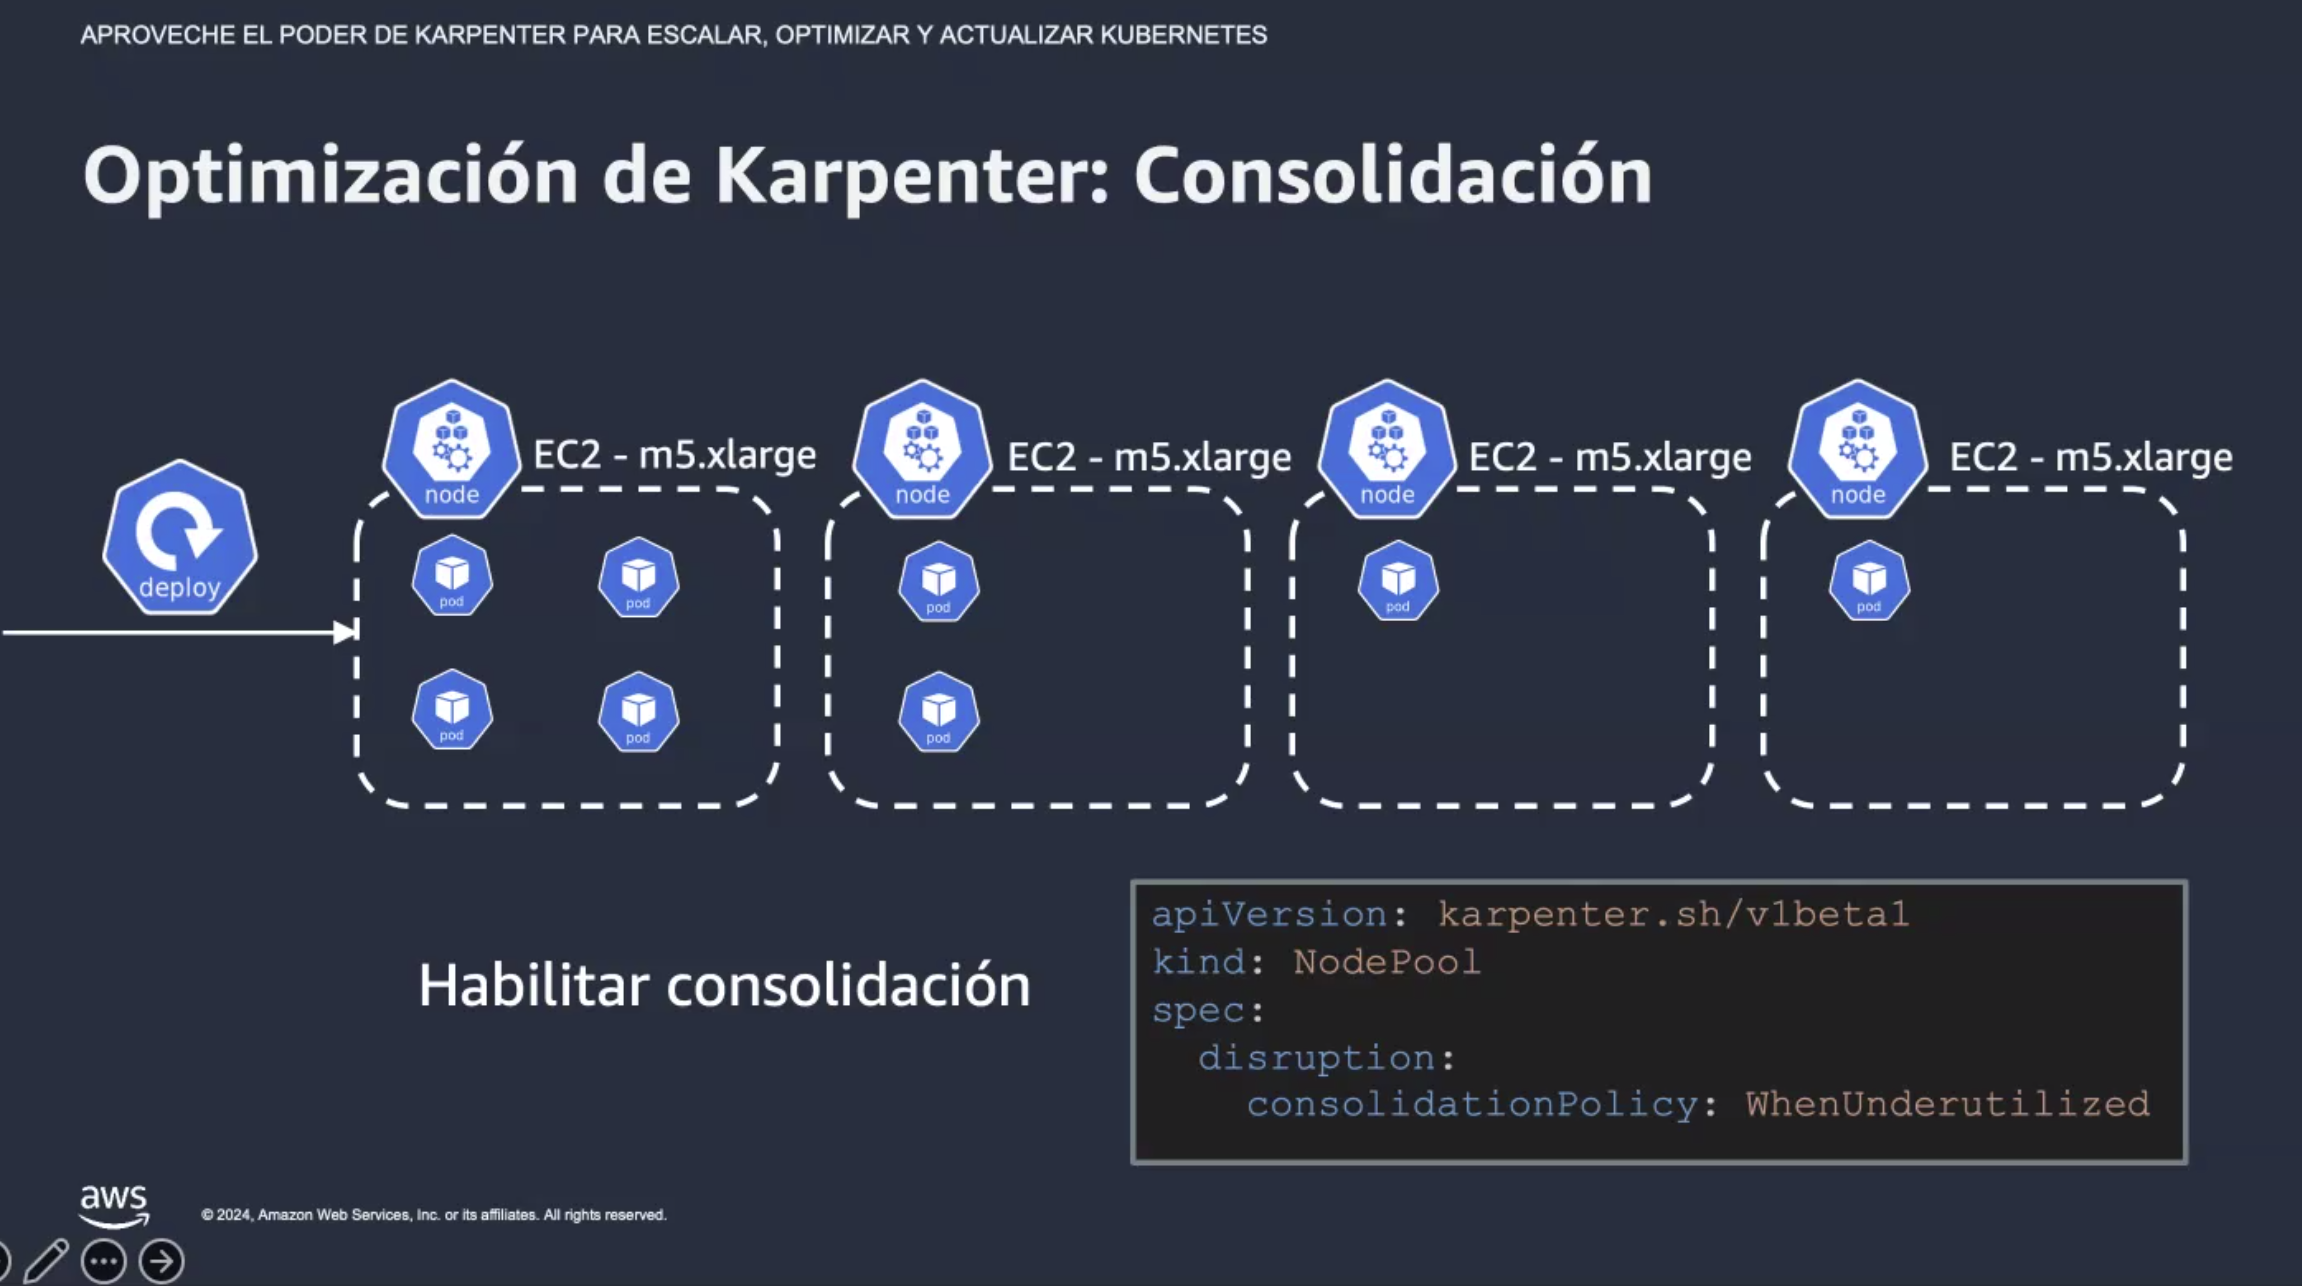 APROVECHE EL PODER DE KARPENTER PARA ESCALAR, OPTIMIZAR Y ACTUALIZAR KUBERNETES
Optimización de Karpenter: Consolidación
deploy
node
EC2 - m5.xlarge
pod
pod
pod
pod
node
EC2 - m5.xlarge
pod
pod
node
EC2 - m5.xlarge
pod
node
EC2 - m5.xlarge
pod
Habilitar consolidación
apiVersion: karpenter.sh/v1beta1
kind: NodePool
spec:
  disruption:
    consolidationPolicy: WhenUnderutilized
aws
© 2024, Amazon Web Services, Inc. or its affiliates. All rights reserved.